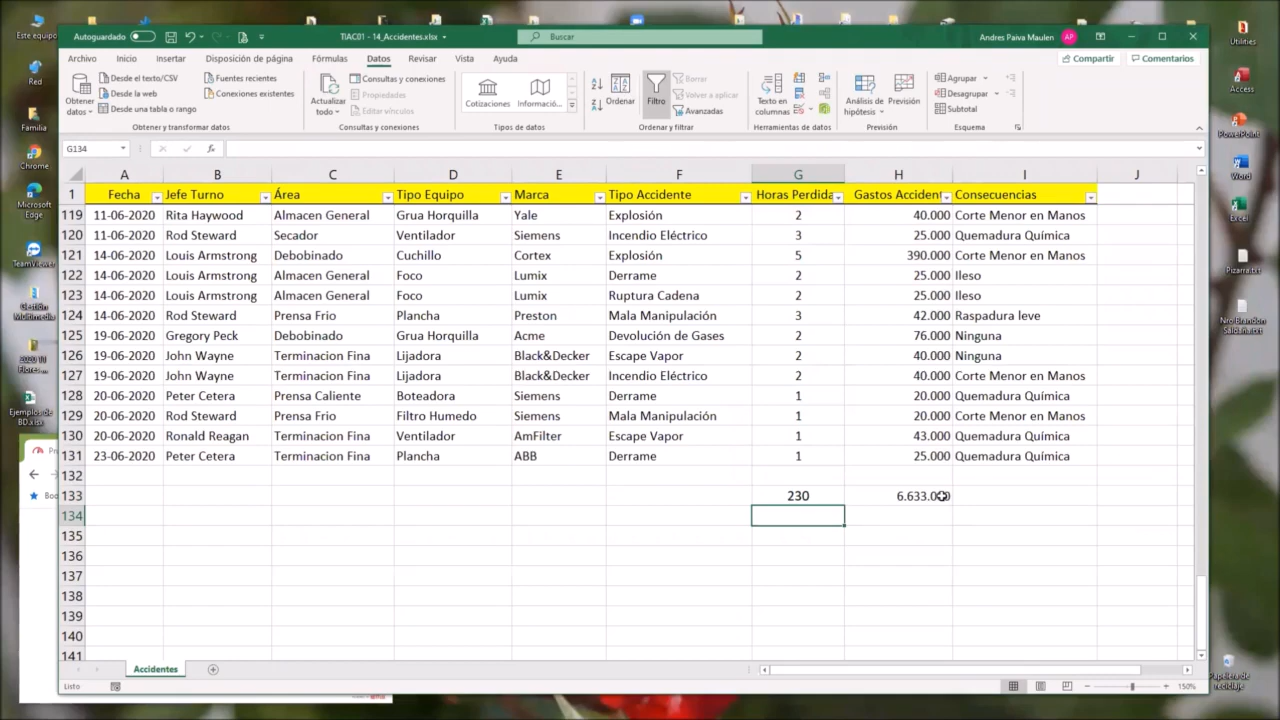 Este equipo
Red
Familia
Chrome
Microsoft
Edge
TeamViewer
Gestión
Multimedia
Ejemplos de
BD.xlsx
Autoguardado
TIAC01 - 14_Accidentes.xlsx
Buscar
Andres Paiva Maulen
AP
Archivo Inicio Insertar Disposición de página Fórmulas Datos Revisar Vista Ayuda
Compartir
Comentarios
Obtener
datos
Desde el texto/CSV
Desde la web
Desde una tabla o rango
Fuentes recientes
Conexiones existentes
Obtener y transformar datos
Actualizar
todo
Consultas y conexiones
Propiedades
Editar vínculos
Consultas y conexiones
Cotizaciones
Informació...
Tipos de datos
Ordenar
Filtro
Borrar
Volver a aplicar
Avanzadas
Ordenar y filtrar
Texto en
columnas
Herramientas de datos
Análisis de
hipótesis
Previsión
Previsión
Agrupar
Desagrupar
Subtotal
Esquema
G134
A B C D E F G H I J
1 Fecha Jefe Turno Área Tipo Equipo Marca Tipo Accidente Horas Perdida Gastos Acciden Consecuencias
119 11-06-2020 Rita Haywood Almacen General Grua Horquilla Yale Explosión 2 40.000 Corte Menor en Manos
120 11-06-2020 Rod Steward Secador Ventilador Siemens Incendio Eléctrico 3 25.000 Quemadura Química
121 14-06-2020 Louis Armstrong Debobinado Cuchillo Cortex Explosión 5 390.000 Corte Menor en Manos
122 14-06-2020 Louis Armstrong Almacen General Foco Lumix Derrame 2 25.000 Ileso
123 14-06-2020 Louis Armstrong Almacen General Foco Lumix Ruptura Cadena 2 25.000 Ileso
124 14-06-2020 Rod Steward Prensa Frio Plancha Preston Mala Manipulación 3 42.000 Raspadura leve
125 19-06-2020 Gregory Peck Debobinado Grua Horquilla Acme Devolución de Gases 2 76.000 Ninguna
126 19-06-2020 John Wayne Terminacion Fina Lijadora Black&Decker Escape Vapor 2 40.000 Ninguna
127 19-06-2020 John Wayne Terminacion Fina Lijadora Black&Decker Incendio Eléctrico 1 40.000 Corte Menor en Manos
128 20-06-2020 Peter Cetera Prensa Caliente Boteadora Siemens Derrame 1 20.000 Quemadura Química
129 20-06-2020 Rod Steward Prensa Frio Filtro Humedo Siemens Mala Manipulación 1 20.000 Corte Menor en Manos
130 20-06-2020 Ronald Reagan Terminacion Fina Ventilador AmFilter Escape Vapor 1 43.000 Quemadura Química
131 23-06-2020 Peter Cetera Terminacion Fina Plancha ABB Derrame 1 25.000 Quemadura Química
132
133 230 6.633.000
134
135
136
137
138
139
140
141
Accidentes
Listo
150%
Utilities
Access
PowerPoint
Word
Excel
Pizarra.txt
Papelera de
reciclaje